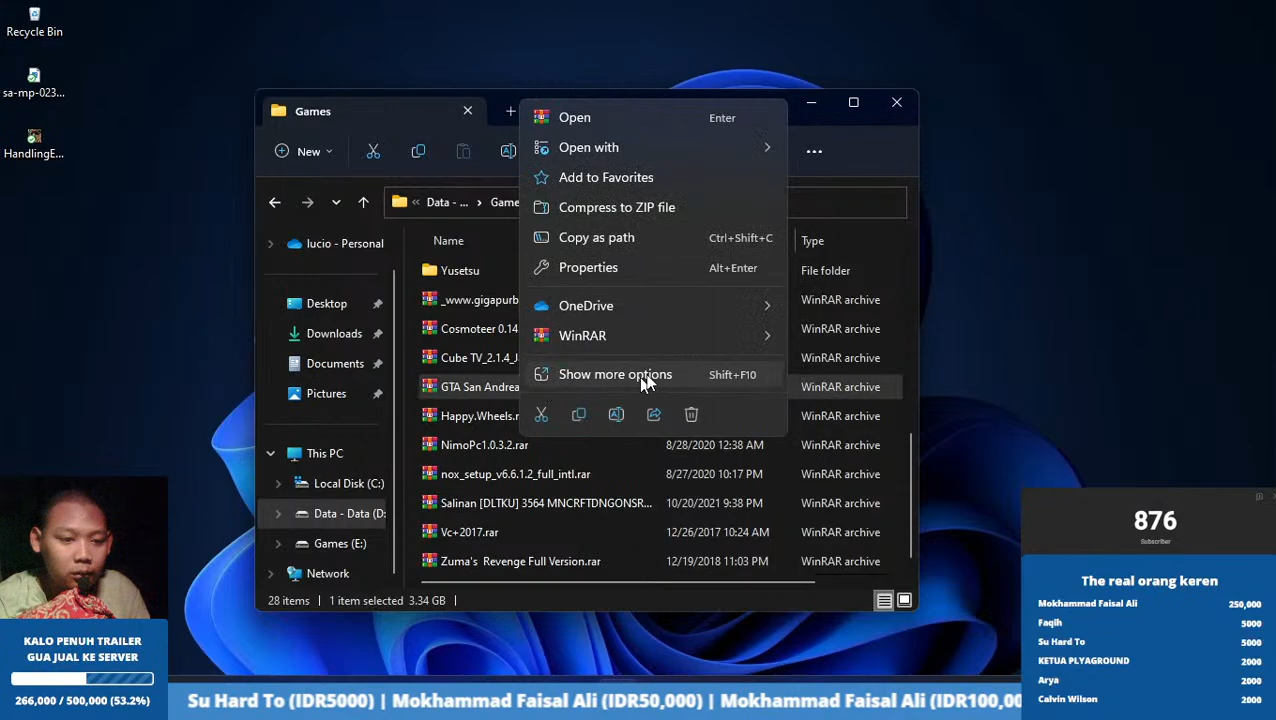 Recycle Bin
sa-mp-023...
HandlingE...
Games
New
Data - ...
Game
lucio - Personal
Desktop
Downloads
Documents
Pictures
This PC
Local Disk (C:)
Data - Data (D:
Games (E:)
Network
Name
Type
Yusetsu
File folder
_www.gigapurb
WinRAR archive
Cosmoteer 0.14
WinRAR archive
Cube TV_2.1.4_J
WinRAR archive
GTA San Andrea
WinRAR archive
Happy.Wheels.r
WinRAR archive
NimoPc1.0.3.2.rar
8/28/2020 12:38 AM
WinRAR archive
nox_setup_v6.6.1.2_full_intl.rar
8/27/2020 10:17 PM
WinRAR archive
Salinan [DLTKU] 3564 MNCRFTDNGONSR...
10/20/2021 9:38 PM
WinRAR archive
Vc+2017.rar
12/26/2017 10:24 AM
WinRAR archive
Zuma's Revenge Full Version.rar
12/19/2018 11:03 PM
WinRAR archive
28 items
1 item selected 3.34 GB
Open Enter
Open with
Add to Favorites
Compress to ZIP file
Copy as path Ctrl+Shift+C
Properties Alt+Enter
OneDrive
WinRAR
Show more options Shift+F10
KALO PENUH TRAILER
GUA JUAL KE SERVER
266,000 / 500,000 (53.2%)
876
Subscriber
The real orang keren
Mokhammad Faisal Ali 250,000
Faqih 5000
Su Hard To 5000
KETUA PLYAGROUND 2000
Arya 2000
Calvin Wilson 2000
Su Hard To (IDR5000) | Mokhammad Faisal Ali (IDR50,000) | Mokhammad Faisal Ali (IDR100,00